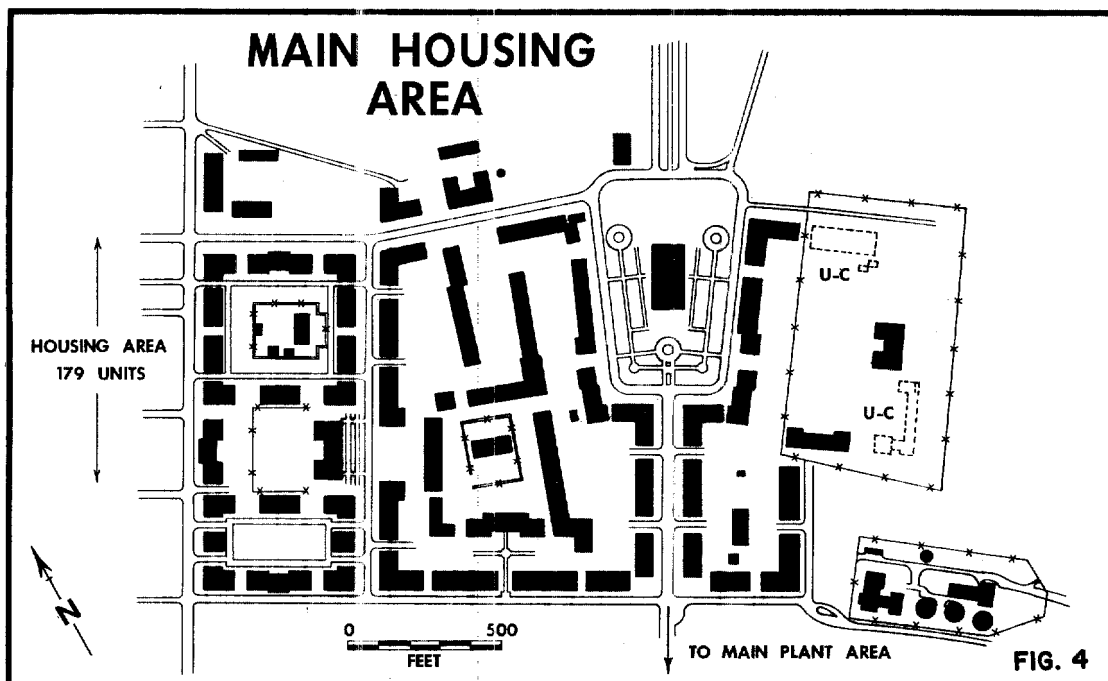 MAIN HOUSING
AREA
U-C
HOUSING AREA
179 UNITS
U-C
N
0 500
FEET
TO MAIN PLANT AREA
FIG. 4